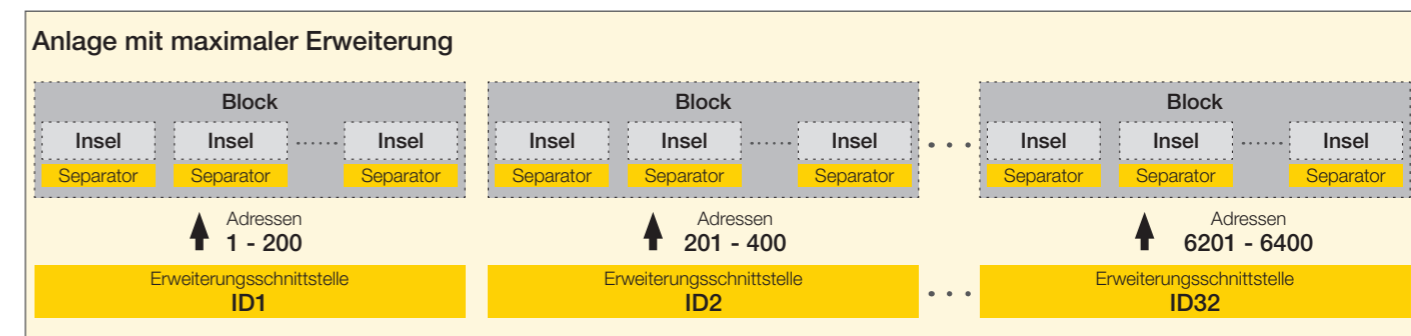 Anlage mit maximaler Erweiterung
Block
Insel Insel Insel
Separator Separator Separator
Adressen
1 - 200
Erweiterungsschnittstelle
ID1
Block
Insel Insel Insel
Separator Separator Separator
Adressen
201 - 400
Erweiterungsschnittstelle
ID2
Block
Insel Insel Insel
Separator Separator Separator
Adressen
6201 - 6400
Erweiterungsschnittstelle
ID32